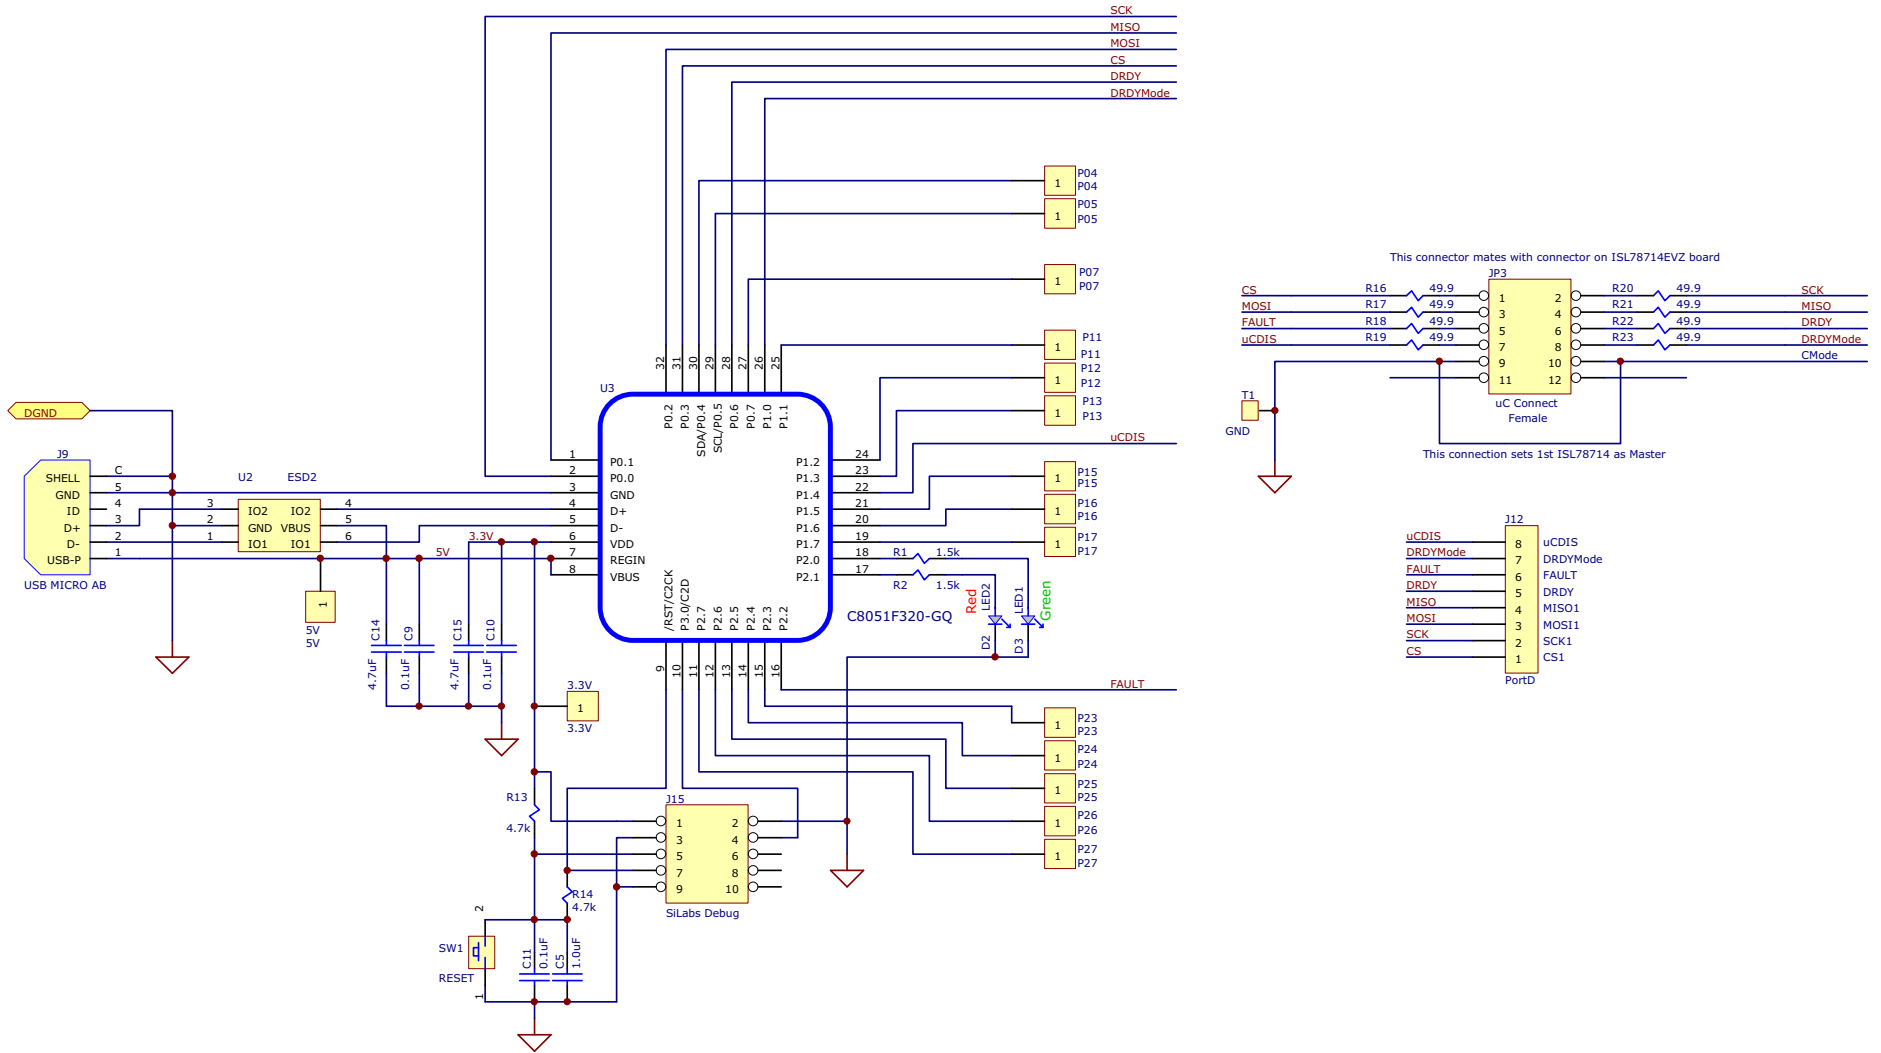 SCK
MISO
MOSI
CS
DRDY
DRDYMode
1 P04
P04
1 P05
P05
1 P07
P07
1 P11
P11
1 P12
P12
1 P13
P13
uCDIS
1 P15
P15
1 P16
P16
1 P17
P17
U3
32 31 30 29 28 27 26 25
P0.2 P0.3 SDA/P0.4 SCL/P0.5 P0.6 P0.7 P1.0 P1.1
1 P0.1
2 P0.0
3 GND
4 D+
5 D-
6 VDD
7 REGIN
8 VBUS
P1.2 24
P1.3 23
P1.4 22
P1.5 21
P1.6 20
P1.7 19
P2.0 18
P2.1 17
/RST/C2CK P3.0/C2D P2.7 P2.6 P2.5 P2.4 P2.3 P2.2
9 10 11 12 13 14 15 16
C8051F320-GQ
R1 1.5k
R2 1.5k
Red LED2 D2
LED1 Green D3
DGND
J9
SHELL C
GND 5
ID 4
D+ 3
D- 2
USB-P 1
USB MICRO AB
U2 ESD2
3 IO2 IO2 4
2 GND VBUS 5
1 IO1 IO1 6
3.3V
5V
1
5V
5V
C14 4.7uF
C9 0.1uF
C15 4.7uF
C10 0.1uF
3.3V
1
3.3V
FAULT
1 P23
P23
1 P24
P24
1 P25
P25
1 P26
P26
1 P27
P27
R13
4.7k
J15
1 2
3 4
5 6
7 8
9 10
SiLabs Debug
R14
4.7k
2
SW1
RESET
1
C11 0.1uF
C5 1.0uF
This connector mates with connector on ISL78714EVZ board
JP3
CS R16 49.9 1 2 R20 49.9 SCK
MOSI R17 49.9 3 4 R21 49.9 MISO
FAULT R18 49.9 5 6 R22 49.9 DRDY
uCDIS R19 49.9 7 8 R23 49.9 DRDYMode
9 10 CMode
11 12
T1
GND
uC Connect
Female
This connection sets 1st ISL78714 as Master
J12
uCDIS 8 uCDIS
DRDYMode 7 DRDYMode
FAULT 6 FAULT
DRDY 5 DRDY
MISO 4 MISO1
MOSI 3 MOSI1
SCK 2 SCK1
CS 1 CS1
PortD